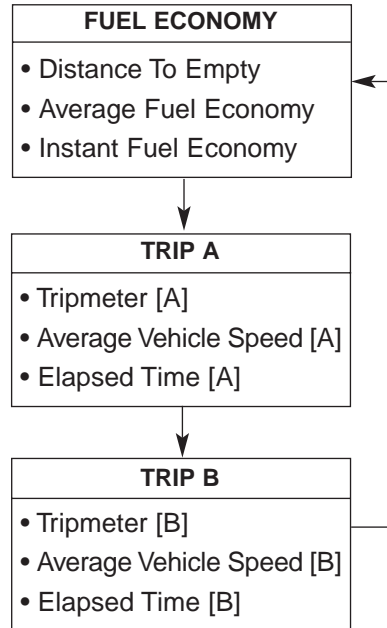 FUEL ECONOMY
• Distance To Empty
• Average Fuel Economy
• Instant Fuel Economy
TRIP A
• Tripmeter [A]
• Average Vehicle Speed [A]
• Elapsed Time [A]
TRIP B
• Tripmeter [B]
• Average Vehicle Speed [B]
• Elapsed Time [B]